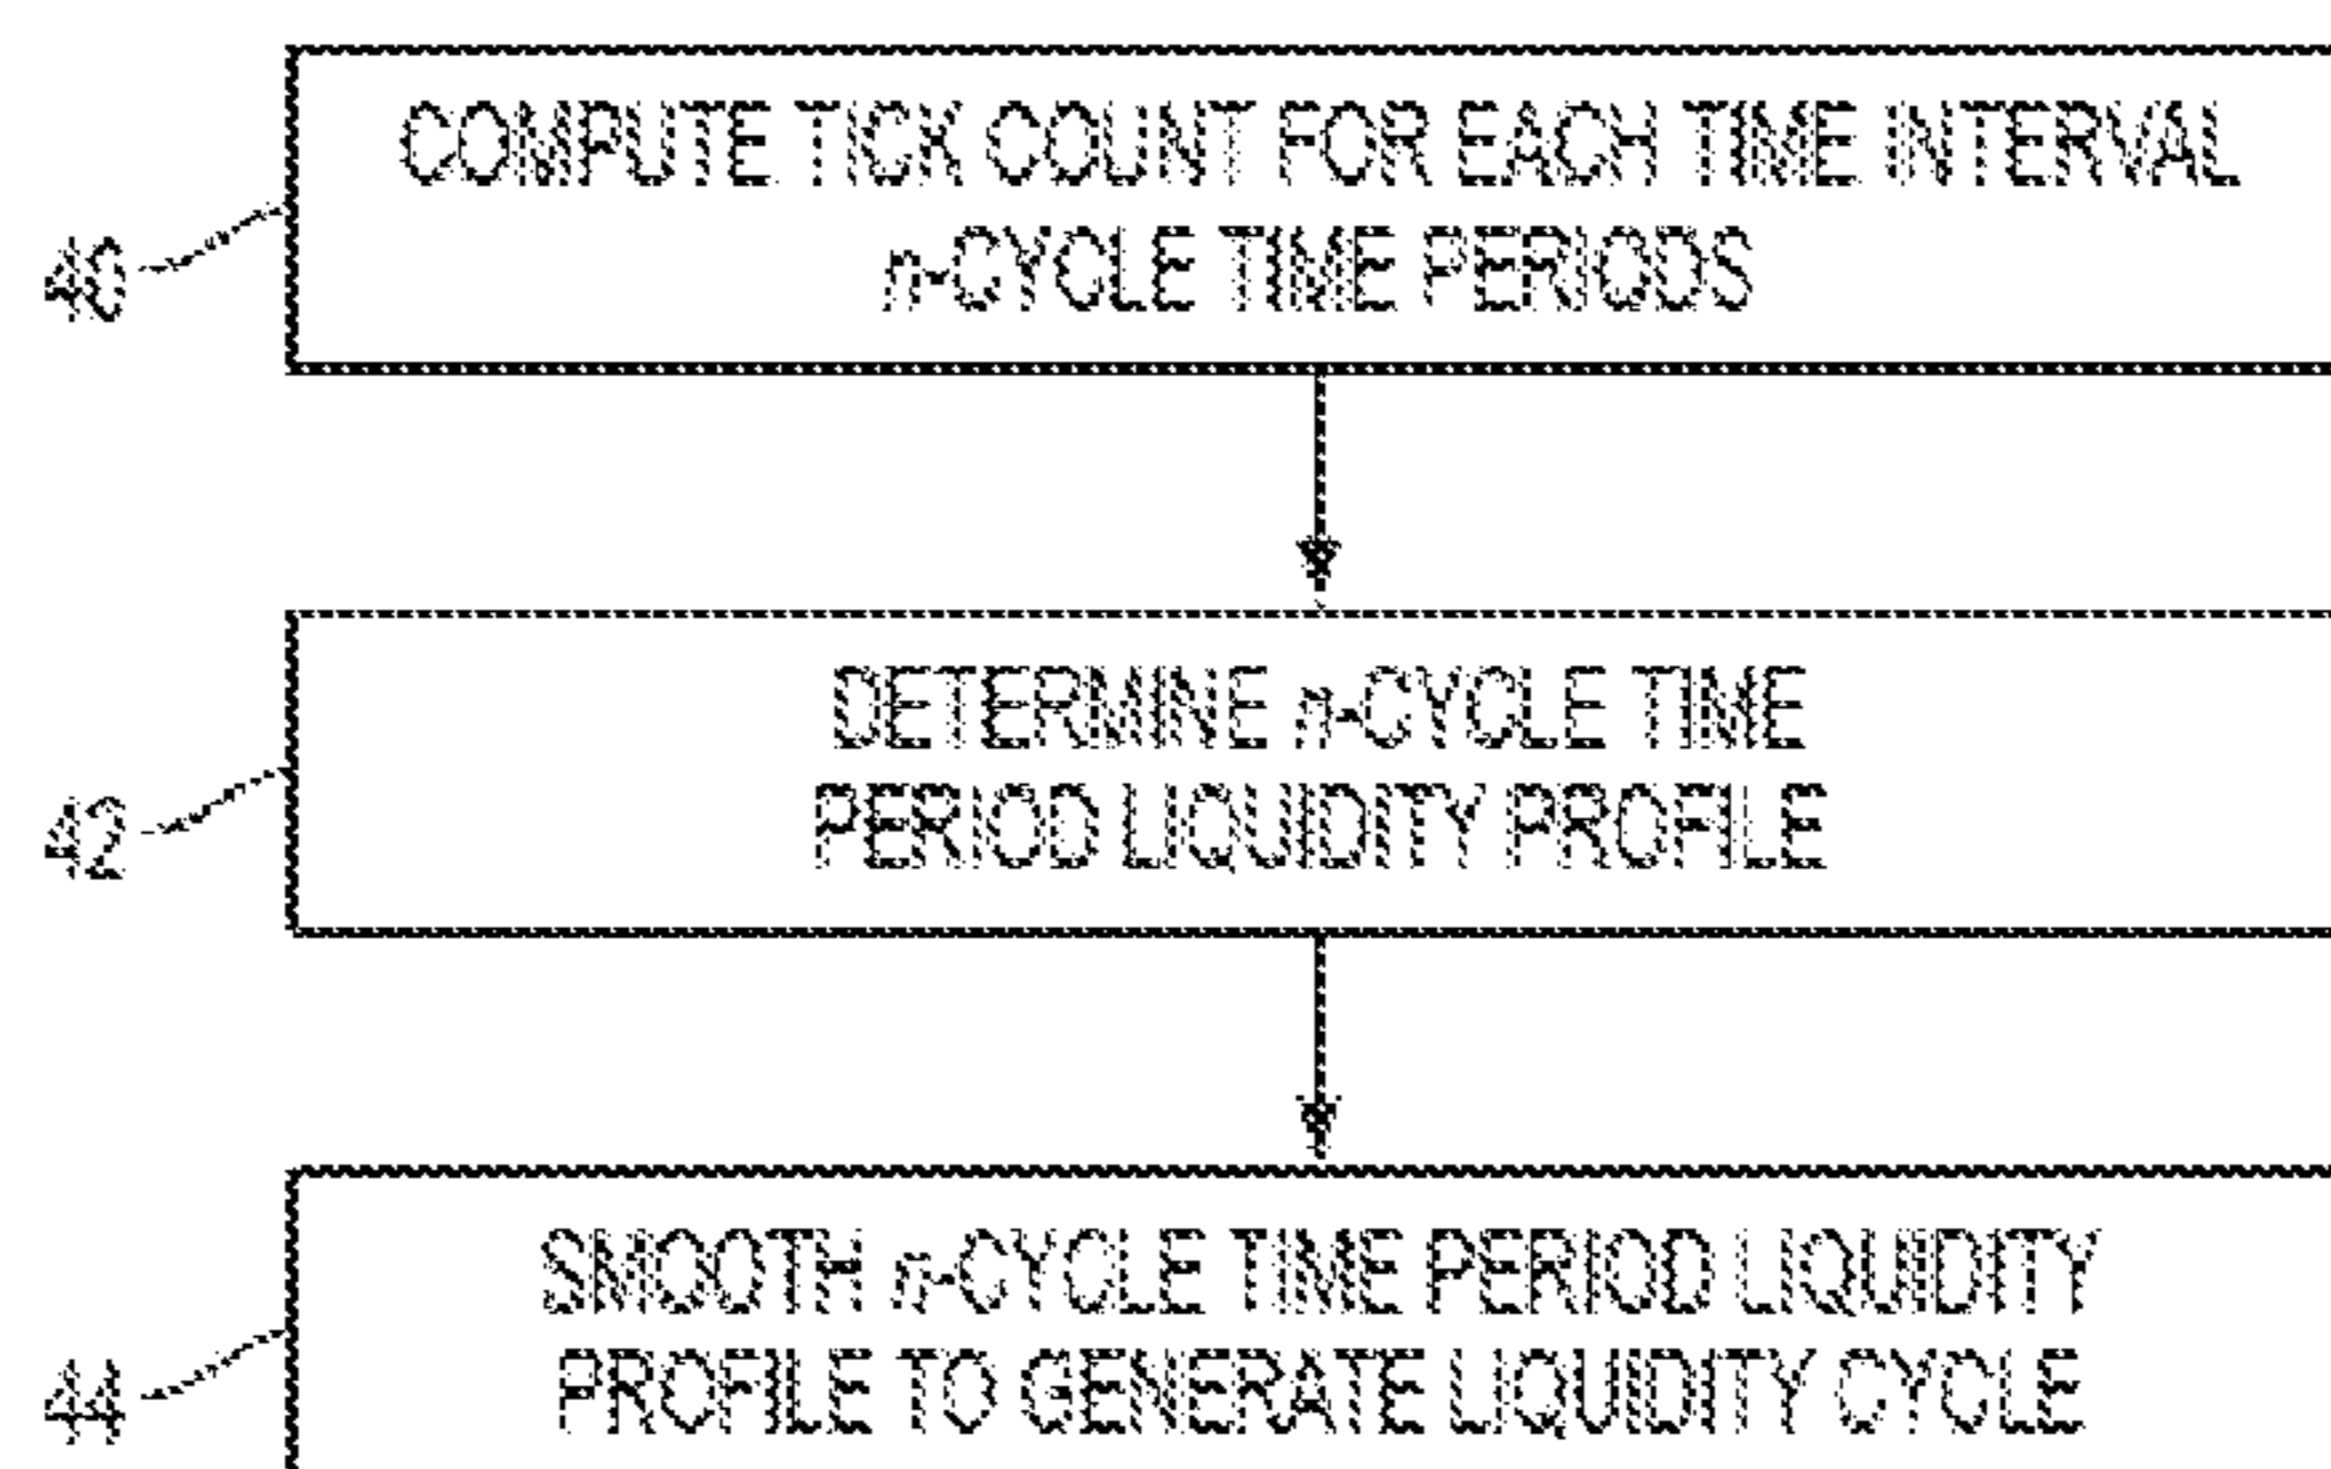 COMPUTE TICK COUNT FOR EACH TIME INTERVAL
n-CYCLE TIME PERIODS
40
DETERMINE n-CYCLE TIME
PERIOD LIQUIDITY PROFILE
42
SMOOTH n-CYCLE TIME PERIOD LIQUIDITY
PROFILE TO GENERATE LIQUIDITY CYCLE
44